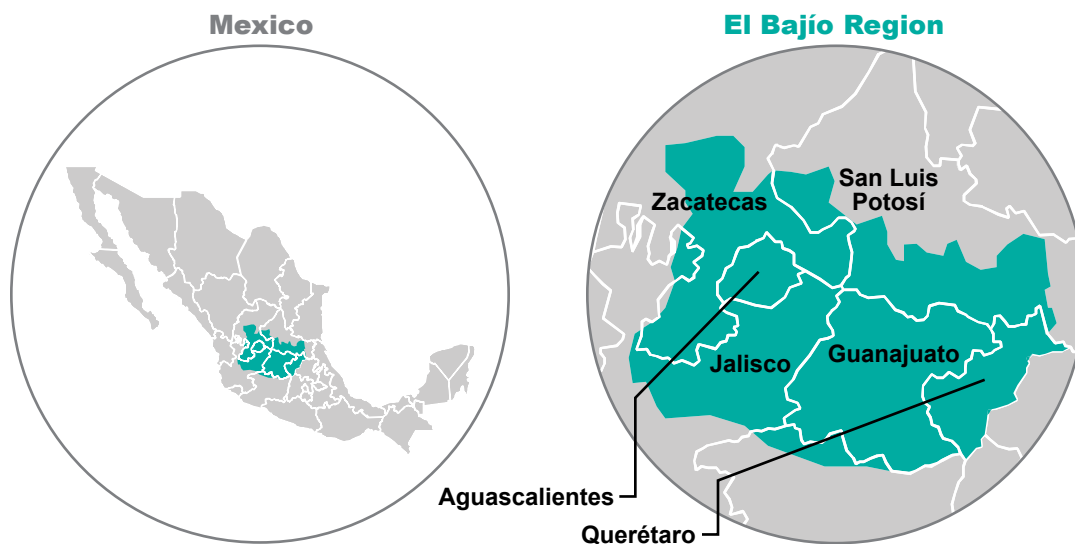 Mexico
El Bajío Region
San Luis
Potosí
Zacatecas
Guanajuato
Jalisco
Aguascalientes
Querétaro